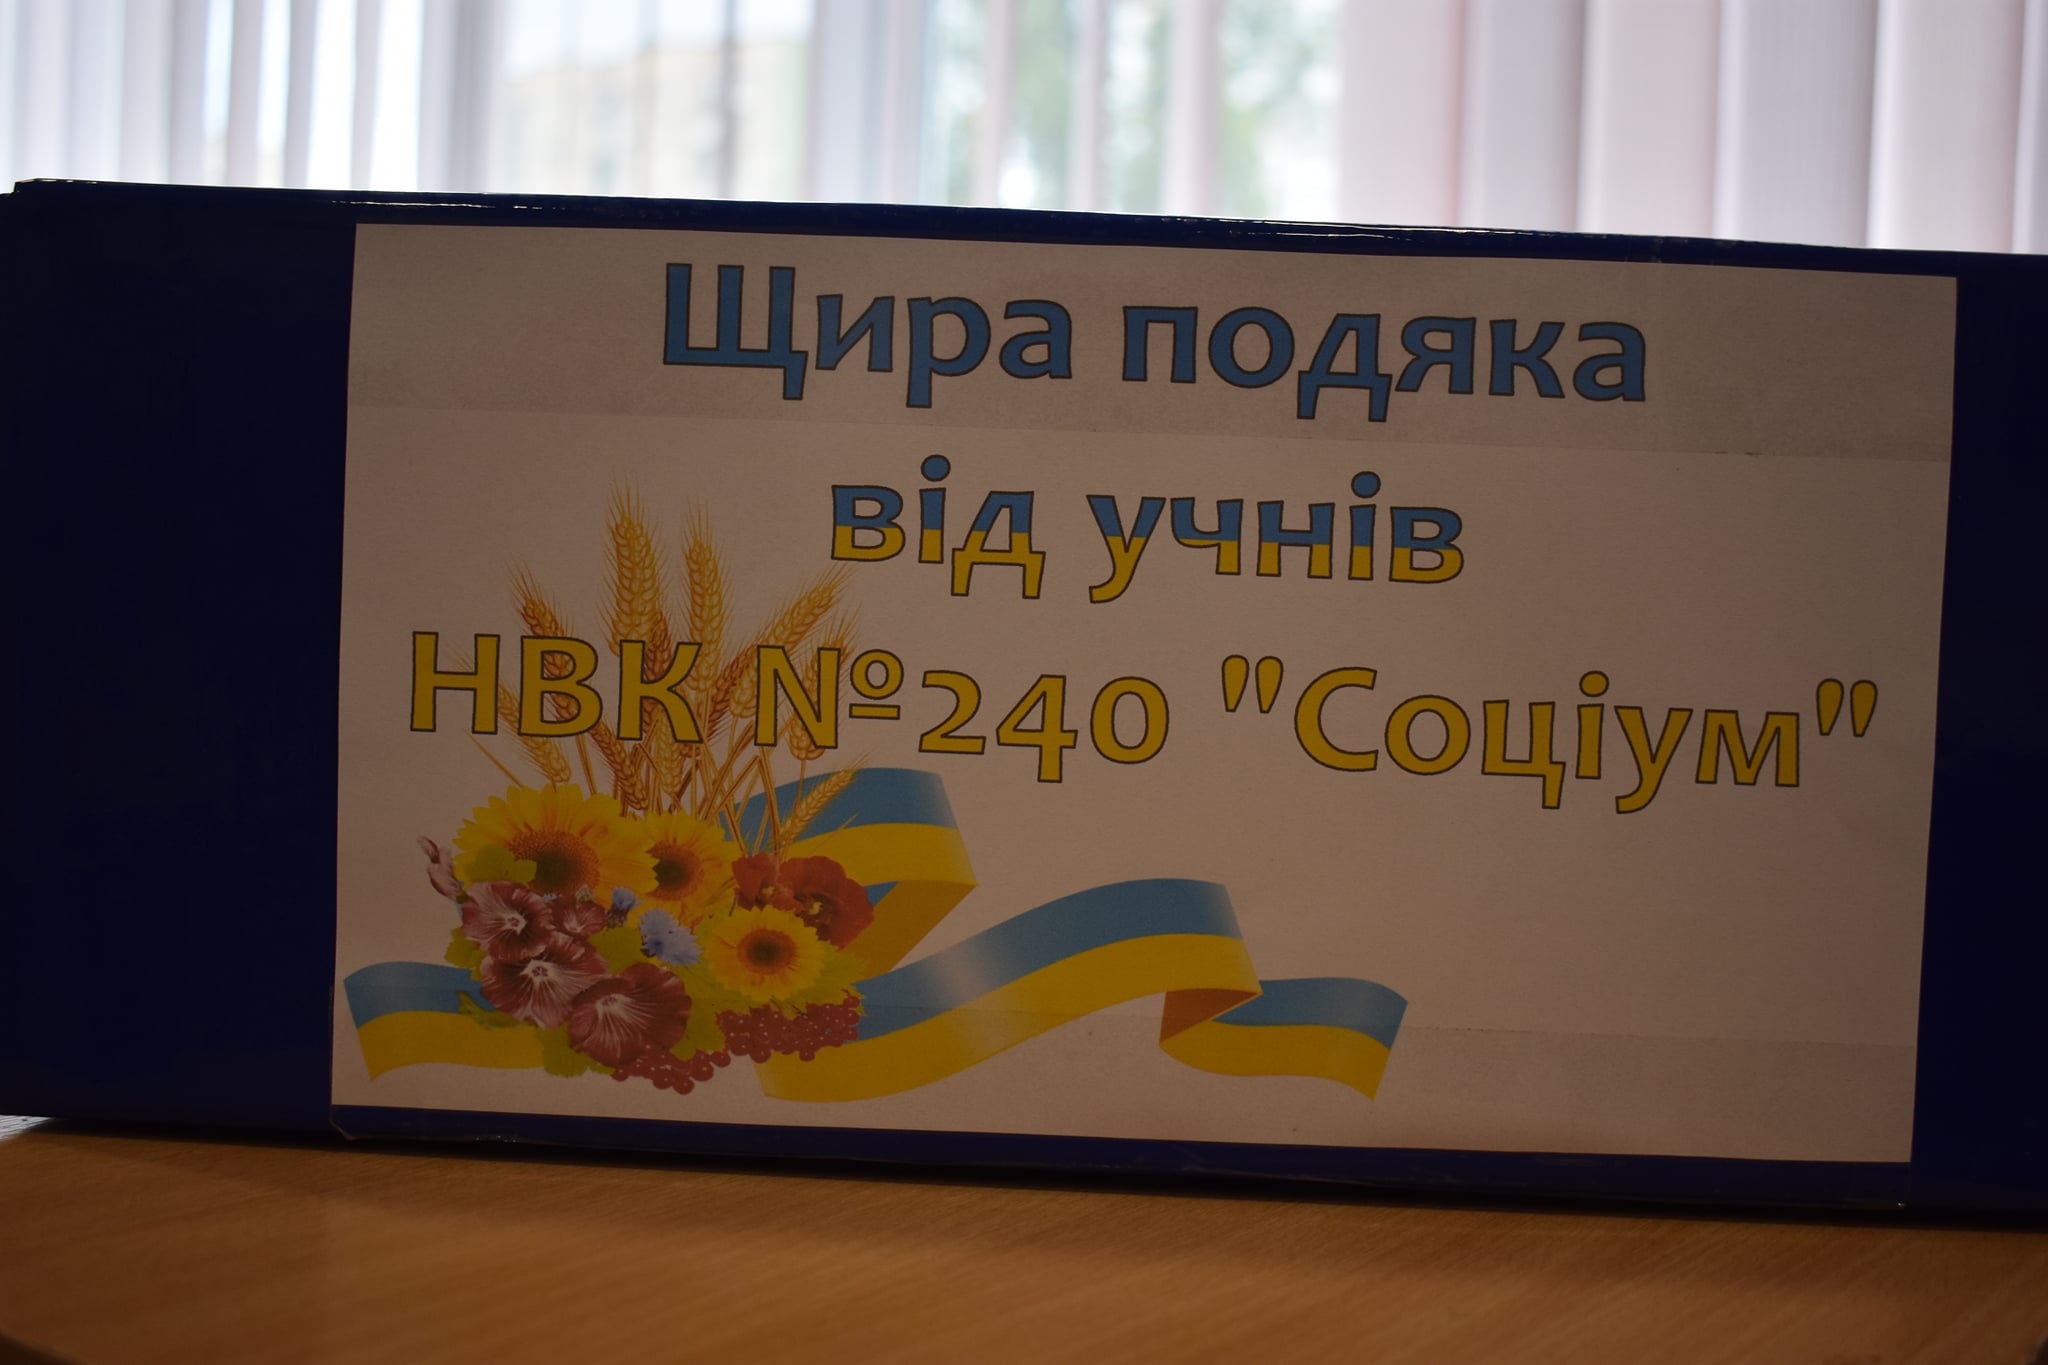 Щира подяка
від учнів
НВК №240 "Соціум"